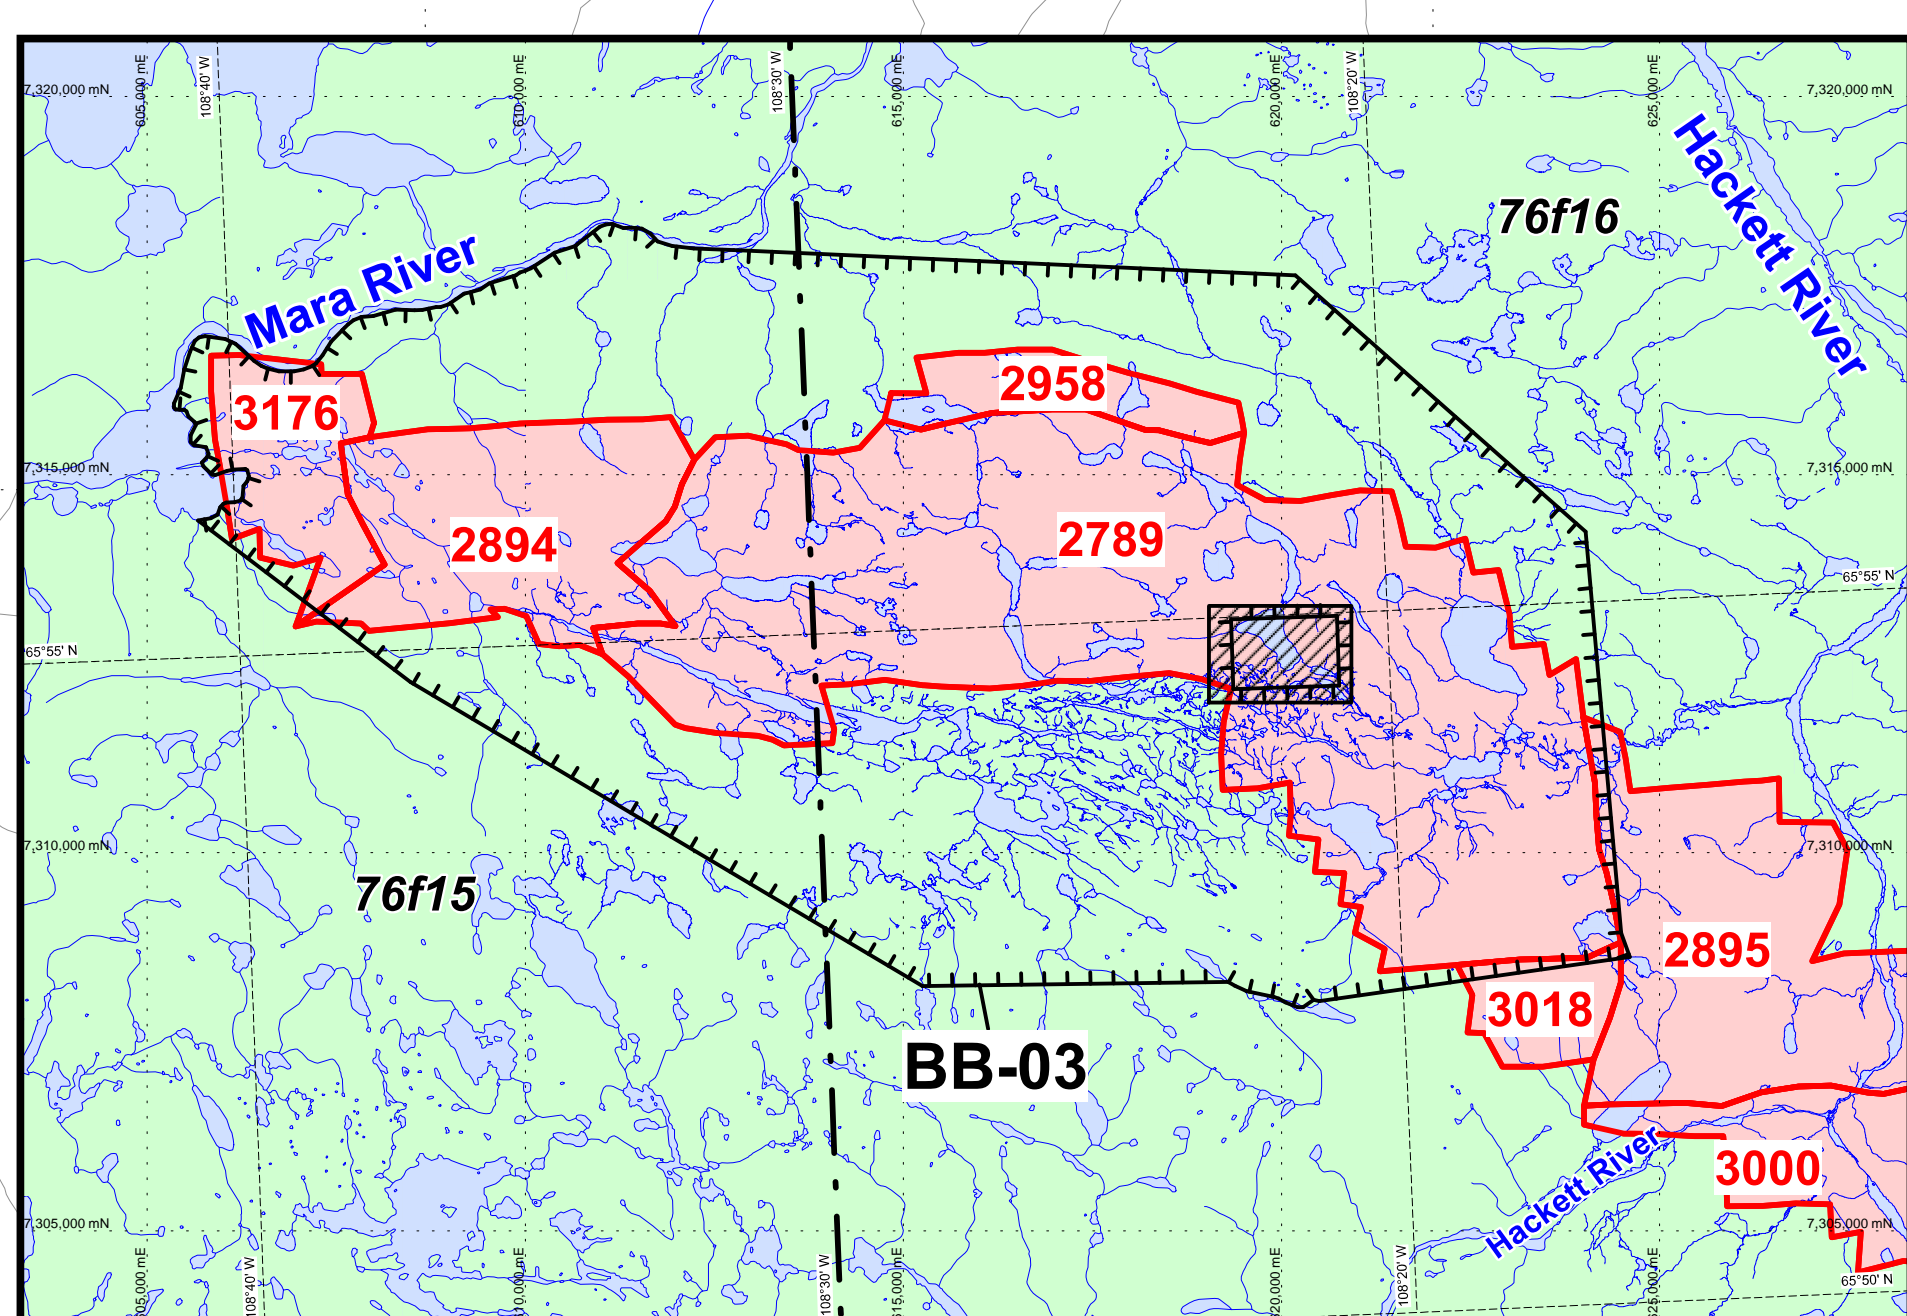 605,000 mE
108°40' W
610,000 mE
108°30' W
615,000 mE
620,000 mE
108°20' W
625,000 mE
7,320,000 mN
7,320,000 mN
Hackett River
76f16
Mara River
2958
3176
7,315,000 mN
7,315,000 mN
2894
2789
65°55' N
65°55' N
7,310,000 mN
7,310,000 mN
76f15
2895
3018
BB-03
3000
Hackett River
7,305,000 mN
7,305,000 mN
65°50' N
108°40' W
108°30' W
108°20' W